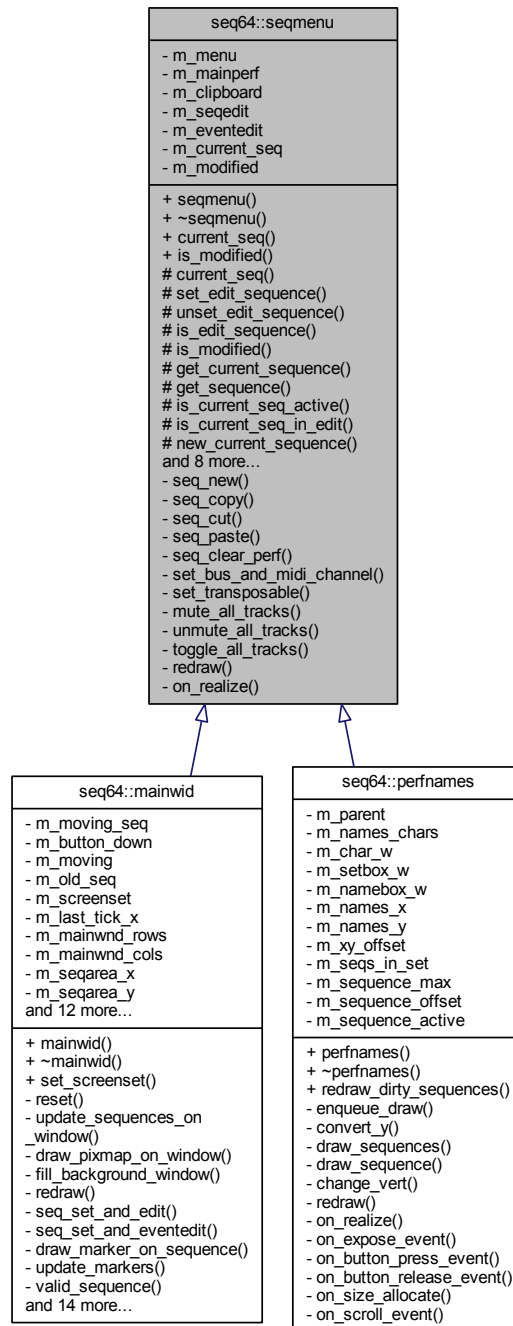 seq64::seqmenu
- m_menu
- m_mainperf
- m_clipboard
- m_seqedit
- m_eventedit
- m_current_seq
- m_modified
+ seqmenu()
+ ~seqmenu()
+ current_seq()
+ is_modified()
# current_seq()
# set_edit_sequence()
# unset_edit_sequence()
# is_edit_sequence()
# is_modified()
# get_current_sequence()
# get_sequence()
# is_current_seq_active()
# is_current_seq_in_edit()
# new_current_sequence()
and 8 more...
- seq_new()
- seq_copy()
- seq_cut()
- seq_paste()
- seq_clear_perf()
- set_bus_and_midi_channel()
- set_transposable()
- mute_all_tracks()
- unmute_all_tracks()
- toggle_all_tracks()
- redraw()
- on_realize()
seq64::mainwid
- m_moving_seq
- m_button_down
- m_moving
- m_old_seq
- m_screenset
- m_last_tick_x
- m_mainwnd_rows
- m_mainwnd_cols
- m_seqarea_x
- m_seqarea_y
and 12 more...
+ mainwid()
+ ~mainwid()
+ set_screenset()
- reset()
- update_sequences_on
_window()
- draw_pixmap_on_window()
- fill_background_window()
- redraw()
- seq_set_and_edit()
- seq_set_and_eventedit()
- draw_marker_on_sequence()
- update_markers()
- valid_sequence()
and 14 more...
seq64::perfnames
- m_parent
- m_names_chars
- m_char_w
- m_setbox_w
- m_namebox_w
- m_names_x
- m_names_y
- m_xy_offset
- m_seqs_in_set
- m_sequence_max
- m_sequence_offset
- m_sequence_active
+ perfnames()
+ ~perfnames()
+ redraw_dirty_sequences()
- enqueue_draw()
- convert_y()
- draw_sequences()
- draw_sequence()
- change_vert()
- redraw()
- on_realize()
- on_expose_event()
- on_button_press_event()
- on_button_release_event()
- on_size_allocate()
- on_scroll_event()